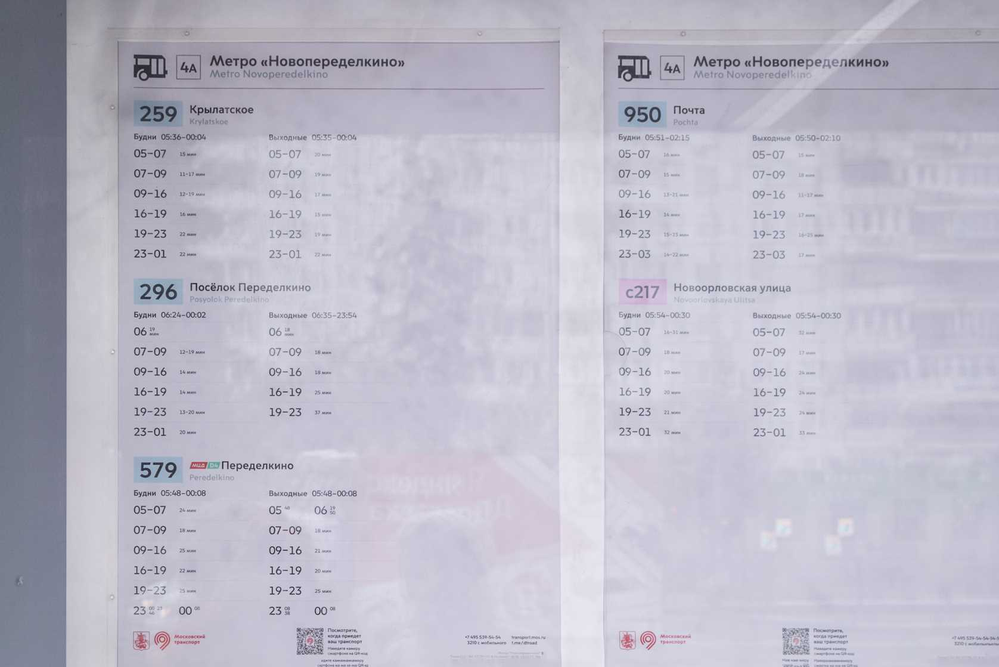 4А Метро «Новопеределкино»
Metro Novoperedelkino
259 Крылатское
Krylatskoe
Будни 05:36–00:04 Выходные 05:35–00:04
05–07 15 мин 05–07 20 мин
07–09 11–17 мин 07–09 19 мин
09–16 12–19 мин 09–16 17 мин
16–19 16 мин 16–19 15 мин
19–23 22 мин 19–23 19 мин
23–01 22 мин 23–01 22 мин
296 Посёлок Переделкино
Posyolok Peredelkino
Будни 06:24–00:02 Выходные 06:35–23:54
06 19 мин 06 18 мин
07–09 12–19 мин 07–09 18 мин
09–16 14 мин 09–16 18 мин
16–19 14 мин 16–19 25 мин
19–23 13–20 мин 19–23 37 мин
23–01 20 мин
579 МЦД D4 Переделкино
Peredelkino
Будни 05:48–00:08 Выходные 05:48–00:08
05–07 24 мин 05 48 06 19 50
07–09 18 мин 07–09 18 мин
09–16 25 мин 09–16 21 мин
16–19 22 мин 16–19 20 мин
19–23 25 мин 19–23 25 мин
23 00 23 46 00 08 23 08 38 00 08
Московский
транспорт
Посмотрите,
когда приедет
ваш транспорт
Наведите камеру
смартфона на QR-код
+7 495 539-54-54 transport.mos.ru
3210 с мобильного t.me/dtroad
4А Метро «Новопеределкино»
Metro Novoperedelkino
950 Почта
Pochta
Будни 05:51–02:15 Выходные 05:50–02:10
05–07 16 мин 05–07 15 мин
07–09 15 мин 07–09 18 мин
09–16 13–21 мин 09–16 11–17 мин
16–19 14 мин 16–19 17 мин
19–23 15–23 мин 19–23 16–25 мин
23–03 14–22 мин 23–03 17 мин
с217 Новоорловская улица
Novoorlovskaya Ulitsa
Будни 05:54–00:30 Выходные 05:54–00:30
05–07 16–31 мин 05–07 32 мин
07–09 18 мин 07–09 17 мин
09–16 20 мин 09–16 24 мин
16–19 20 мин 16–19 24 мин
19–23 21 мин 19–23 24 мин
23–01 32 мин 23–01 33 мин
Московский
транспорт
Посмотрите,
когда приедет
ваш транспорт
Наведите камеру
смартфона на QR-код
+7 495 539-54-54
3210 с